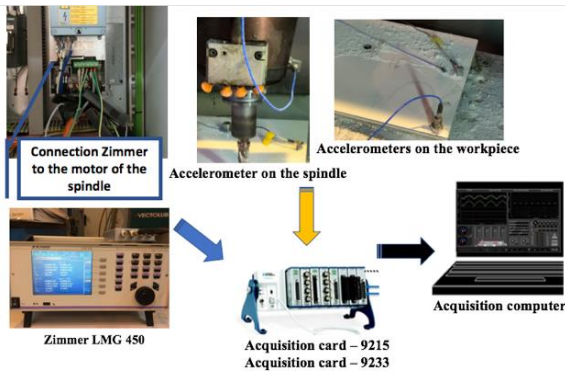 Connection Zimmer
to the motor of the
spindle
Accelerometer on the spindle
Accelerometers on the workpiece
VECTOLUB
Zimmer LMG 450
Acquisition card – 9215
Acquisition card – 9233
Acquisition computer